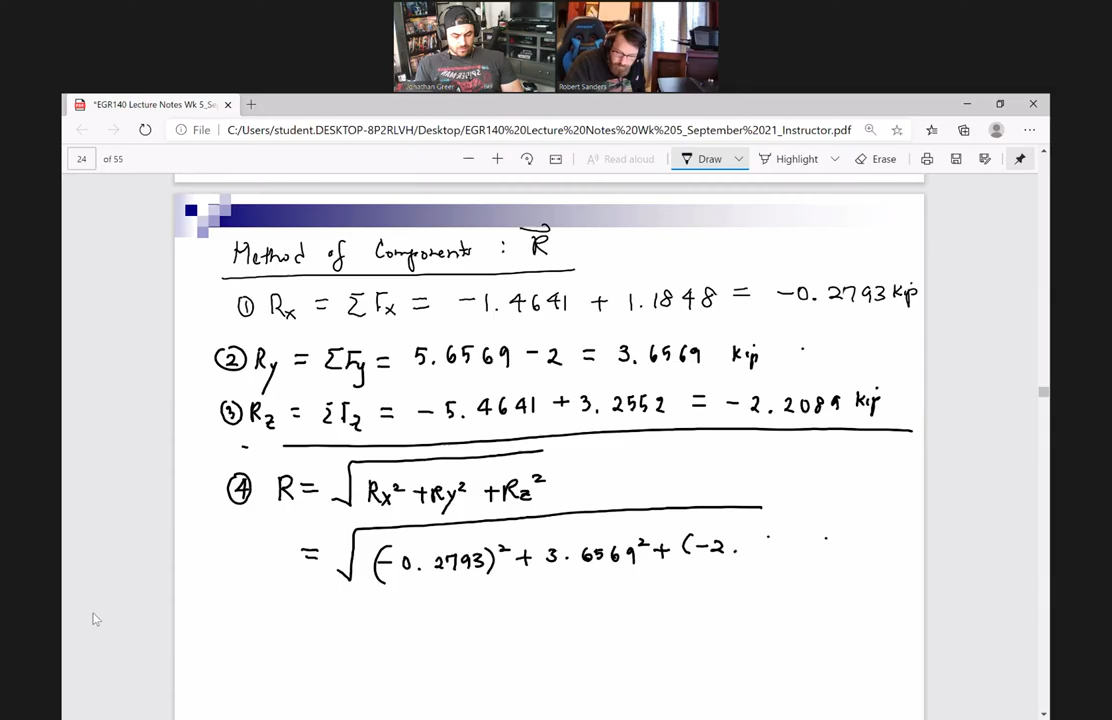 Jonathan Greer
Robert Sanders
*EGR140 Lecture Notes Wk 5_Se
File C:/Users/student.DESKTOP-8P2RLVH/Desktop/EGR140%20Lecture%20Notes%20Wk%205_September%2021_Instructor.pdf
24 of 55 Read aloud Draw Highlight Erase
Method of Components : R⃗
① Rx = ΣFx = -1.4641 + 1.1848 = -0.2793 kip
② Ry = ΣFy = 5.6569 - 2 = 3.6569 kip
③ Rz = ΣFz = -5.4641 + 3.2552 = -2.2089 kip
④ R = √Rx² + Ry² + Rz²
= √(-0.2793)² + 3.6569² + (-2.